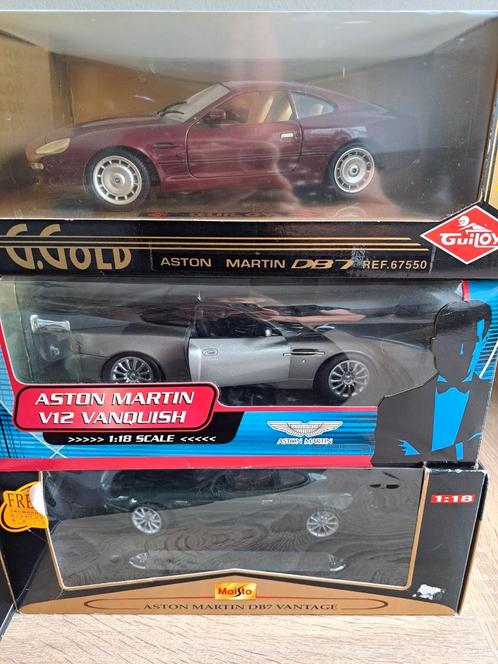 G.GOLD
ASTON MARTIN DB7 REF.67550
GUILOY
ASTON MARTIN
V12 VANQUISH
>>>>> 1:18 SCALE <<<<<
ASTON MARTIN
FRE
1:18
Maisto
ASTON MARTIN DB7 VANTAGE